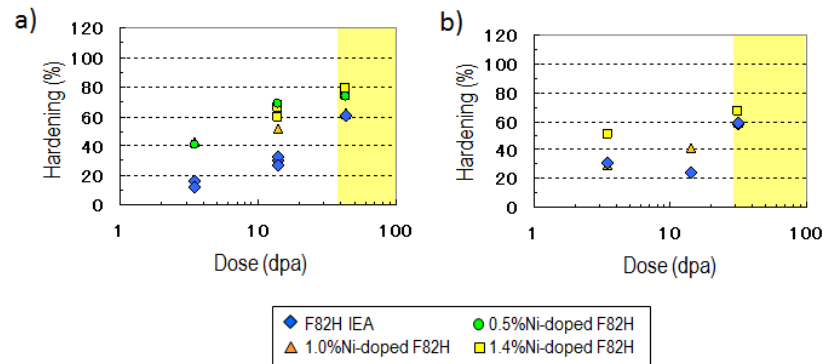 a)
120
100
80
60
40
20
0
Hardening (%)
1
10
100
Dose (dpa)
b)
120
100
80
60
40
20
0
Hardening (%)
1
10
100
Dose (dpa)
F82H IEA
0.5%Ni-doped F82H
1.0%Ni-doped F82H
1.4%Ni-doped F82H